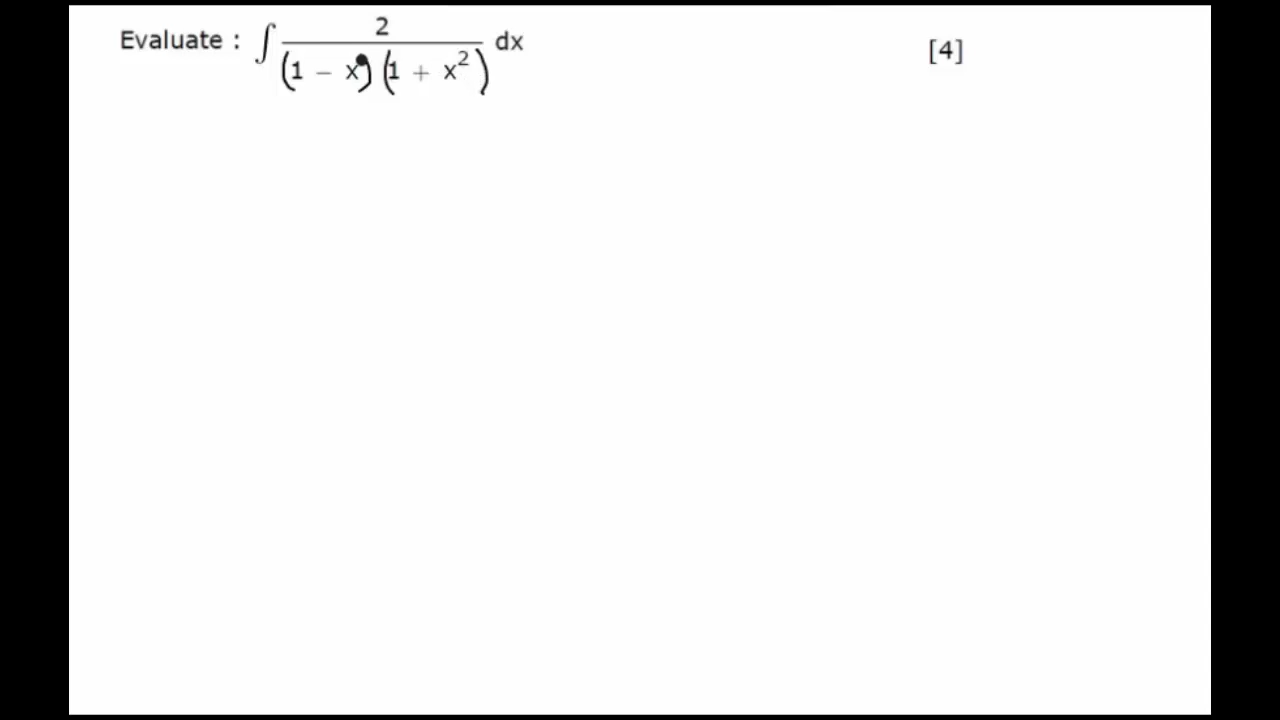 Evaluate : ∫ 2 / (1 − x) (1 + x²) dx [4]